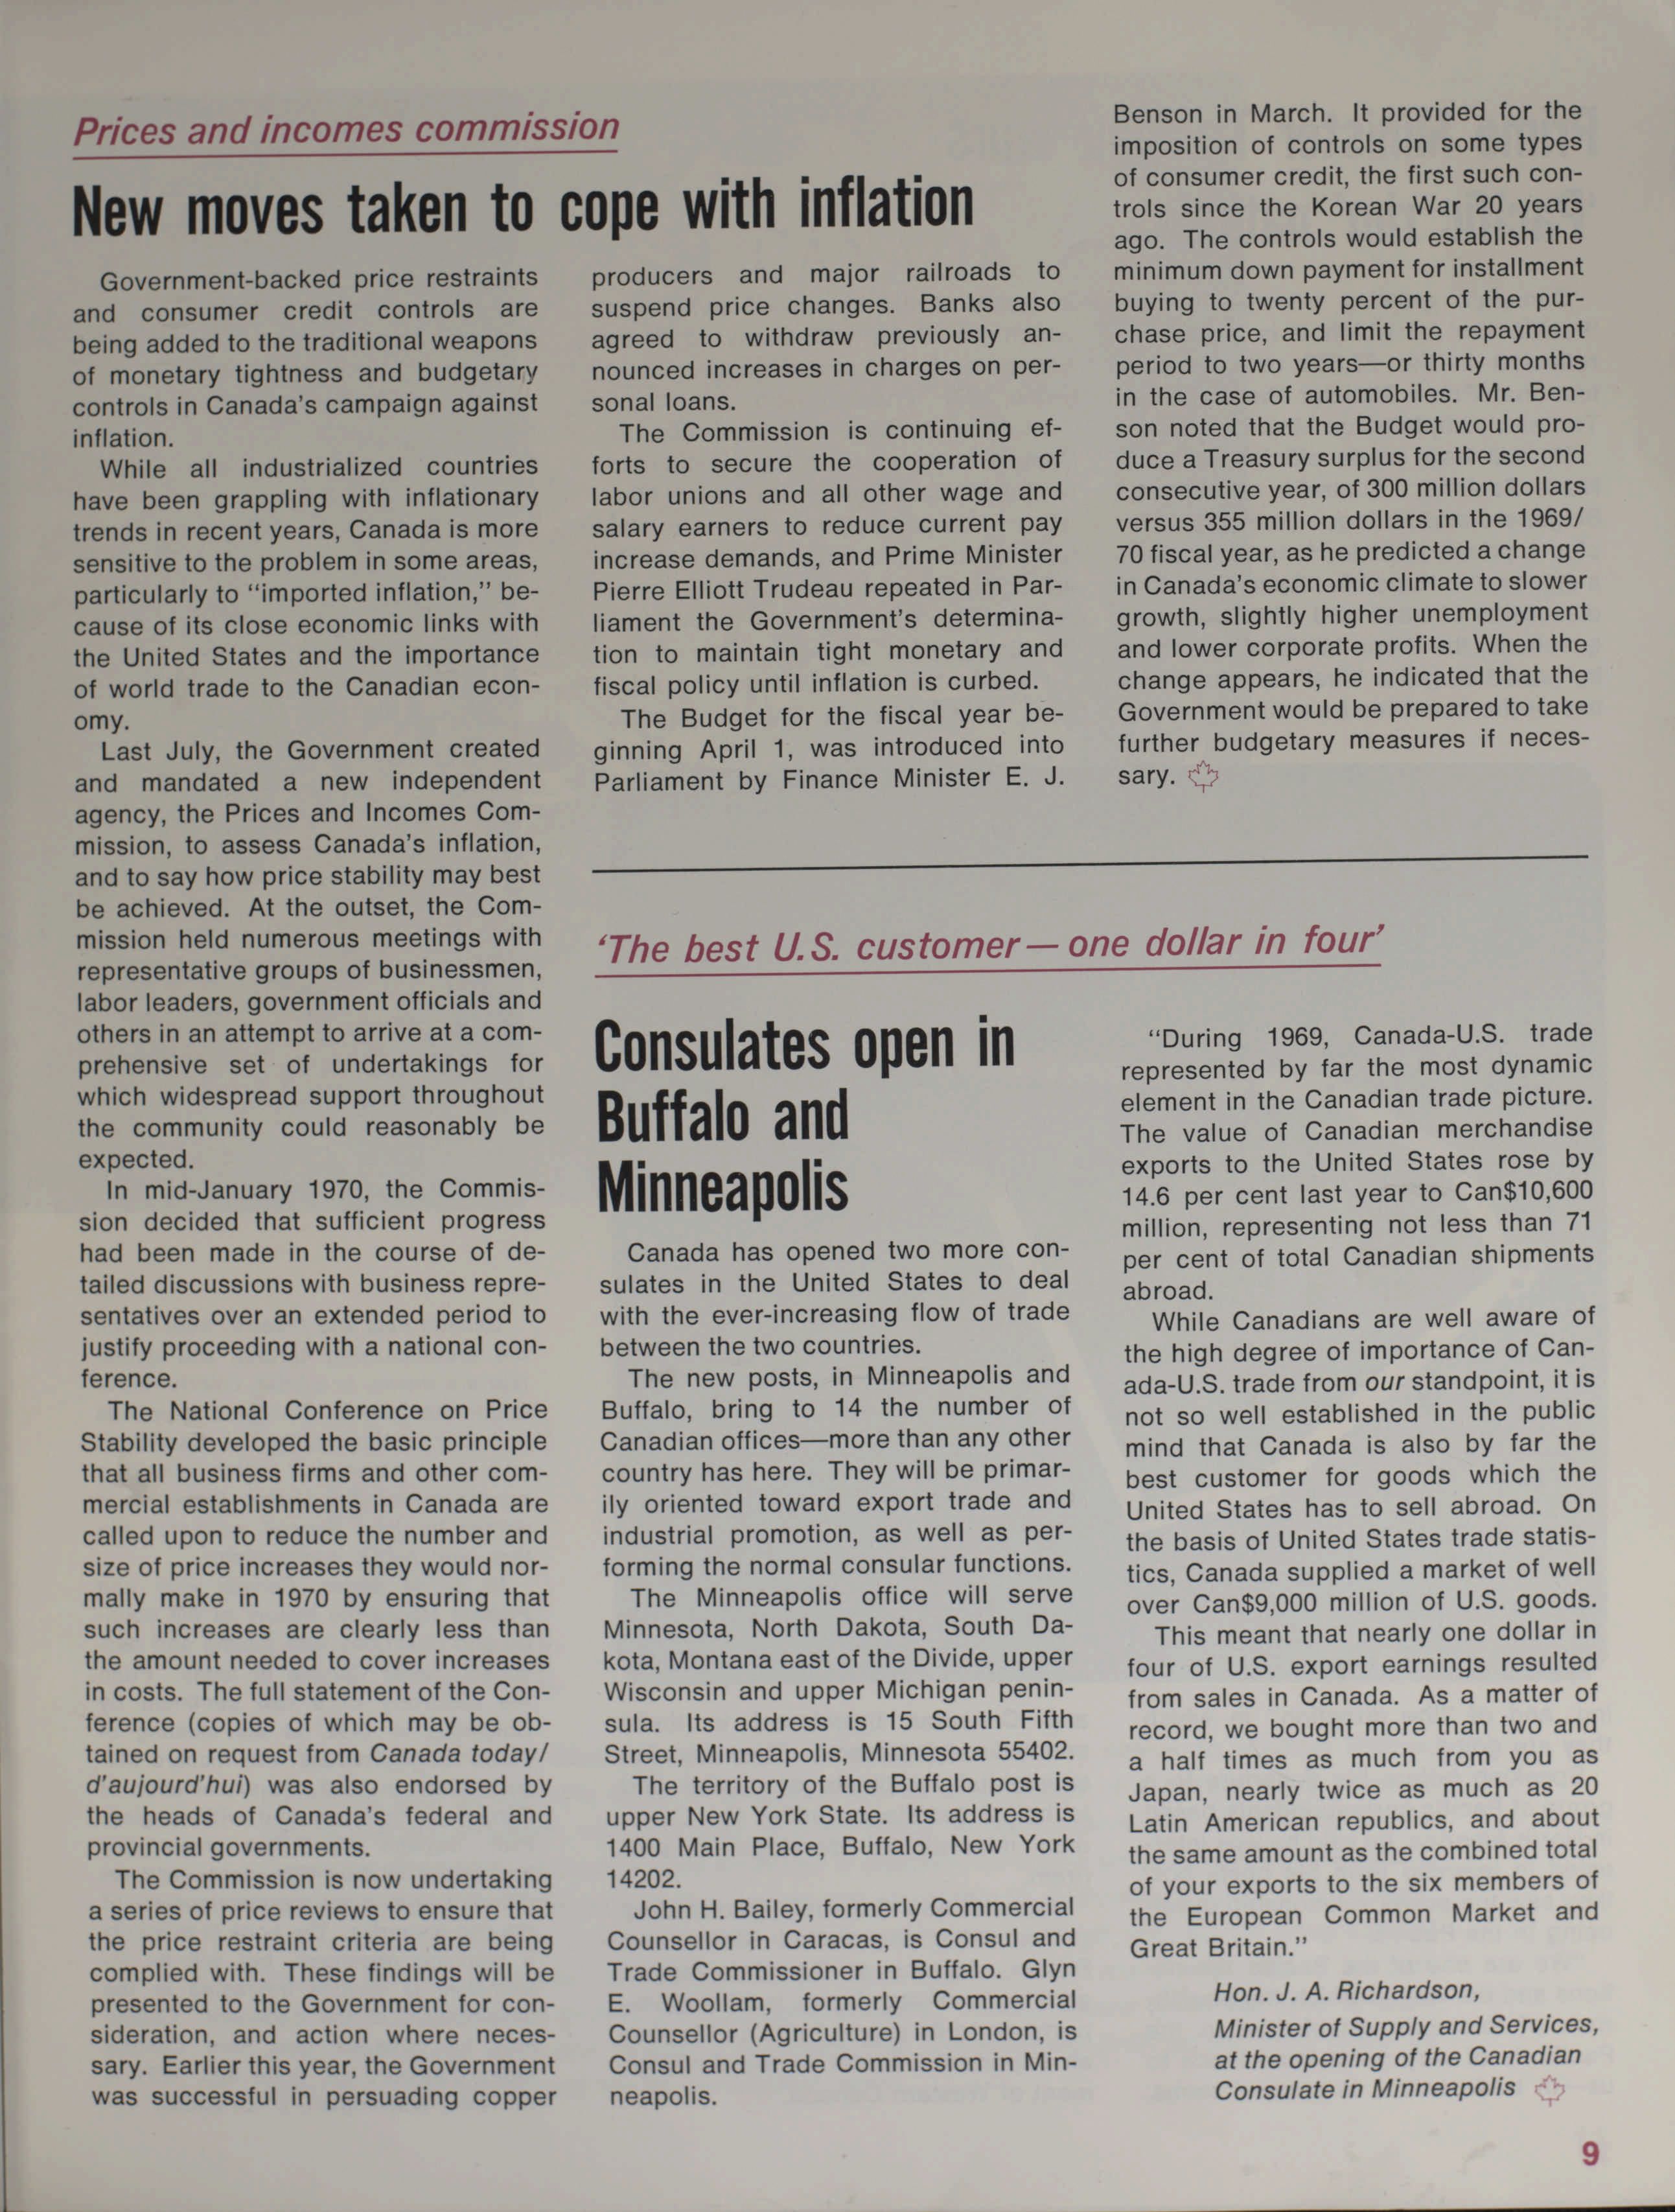 Prices and incomes commission
New moves taken to cope with inflation
Government-backed price restraints
and consumer credit controls are
being added to the traditional weapons
of monetary tightness and budgetary
controls in Canada's campaign against
inflation.
While all industrialized countries
have been grappling with inflationary
trends in recent years, Canada is more
sensitive to the problem in some areas,
particularly to "imported inflation," be-
cause of its close economic links with
the United States and the importance
of world trade to the Canadian econ-
omy.
Last July, the Government created
and mandated a new independent
agency, the Prices and Incomes Com-
mission, to assess Canada's inflation,
and to say how price stability may best
be achieved. At the outset, the Com-
mission held numerous meetings with
representative groups of businessmen,
labor leaders, government officials and
others in an attempt to arrive at a com-
prehensive set of undertakings for
which widespread support throughout
the community could reasonably be
expected.
In mid-January 1970, the Commis-
sion decided that sufficient progress
had been made in the course of de-
tailed discussions with business repre-
sentatives over an extended period to
justify proceeding with a national con-
ference.
The National Conference on Price
Stability developed the basic principle
that all business firms and other com-
mercial establishments in Canada are
called upon to reduce the number and
size of price increases they would nor-
mally make in 1970 by ensuring that
such increases are clearly less than
the amount needed to cover increases
in costs. The full statement of the Con-
ference (copies of which may be ob-
tained on request from Canada today/
d'aujourd'hui) was also endorsed by
the heads of Canada's federal and
provincial governments.
The Commission is now undertaking
a series of price reviews to ensure that
the price restraint criteria are being
complied with. These findings will be
presented to the Government for con-
sideration, and action where neces-
sary. Earlier this year, the Government
was successful in persuading copper
producers and major railroads to
suspend price changes. Banks also
agreed to withdraw previously an-
nounced increases in charges on per-
sonal loans.
The Commission is continuing ef-
forts to secure the cooperation of
labor unions and all other wage and
salary earners to reduce current pay
increase demands, and Prime Minister
Pierre Elliott Trudeau repeated in Par-
liament the Government's determina-
tion to maintain tight monetary and
fiscal policy until inflation is curbed.
The Budget for the fiscal year be-
ginning April 1, was introduced into
Parliament by Finance Minister E. J.
Benson in March. It provided for the
imposition of controls on some types
of consumer credit, the first such con-
trols since the Korean War 20 years
ago. The controls would establish the
minimum down payment for installment
buying to twenty percent of the pur-
chase price, and limit the repayment
period to two years—or thirty months
in the case of automobiles. Mr. Ben-
son noted that the Budget would pro-
duce a Treasury surplus for the second
consecutive year, of 300 million dollars
versus 355 million dollars in the 1969/
70 fiscal year, as he predicted a change
in Canada's economic climate to slower
growth, slightly higher unemployment
and lower corporate profits. When the
change appears, he indicated that the
Government would be prepared to take
further budgetary measures if neces-
sary.
'The best U.S. customer—one dollar in four'
Consulates open in
Buffalo and
Minneapolis
Canada has opened two more con-
sulates in the United States to deal
with the ever-increasing flow of trade
between the two countries.
The new posts, in Minneapolis and
Buffalo, bring to 14 the number of
Canadian offices—more than any other
country has here. They will be primar-
ily oriented toward export trade and
industrial promotion, as well as per-
forming the normal consular functions.
The Minneapolis office will serve
Minnesota, North Dakota, South Da-
kota, Montana east of the Divide, upper
Wisconsin and upper Michigan penin-
sula. Its address is 15 South Fifth
Street, Minneapolis, Minnesota 55402.
The territory of the Buffalo post is
upper New York State. Its address is
1400 Main Place, Buffalo, New York
14202.
John H. Bailey, formerly Commercial
Counsellor in Caracas, is Consul and
Trade Commissioner in Buffalo. Glyn
E. Woollam, formerly Commercial
Counsellor (Agriculture) in London, is
Consul and Trade Commission in Min-
neapolis.
"During 1969, Canada-U.S. trade
represented by far the most dynamic
element in the Canadian trade picture.
The value of Canadian merchandise
exports to the United States rose by
14.6 per cent last year to Can$10,600
million, representing not less than 71
per cent of total Canadian shipments
abroad.
While Canadians are well aware of
the high degree of importance of Can-
ada-U.S. trade from our standpoint, it is
not so well established in the public
mind that Canada is also by far the
best customer for goods which the
United States has to sell abroad. On
the basis of United States trade statis-
tics, Canada supplied a market of well
over Can$9,000 million of U.S. goods.
This meant that nearly one dollar in
four of U.S. export earnings resulted
from sales in Canada. As a matter of
record, we bought more than two and
a half times as much from you as
Japan, nearly twice as much as 20
Latin American republics, and about
the same amount as the combined total
of your exports to the six members of
the European Common Market and
Great Britain."
Hon. J. A. Richardson,
Minister of Supply and Services,
at the opening of the Canadian
Consulate in Minneapolis
9